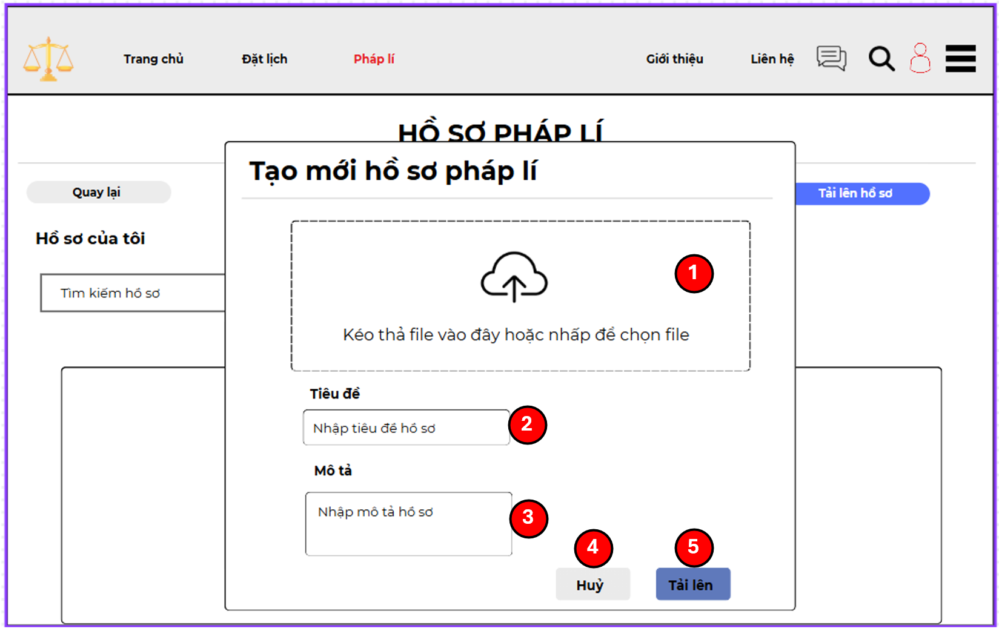 Trang chủ Đặt lịch Pháp lí Giới thiệu Liên hệ
HỒ SƠ PHÁP LÍ
Tạo mới hồ sơ pháp lí
Quay lại
Tải lên hồ sơ
Hồ sơ của tôi
Tìm kiếm hồ sơ
1
Kéo thả file vào đây hoặc nhấp để chọn file
Tiêu đề
Nhập tiêu đề hồ sơ
2
Mô tả
Nhập mô tả hồ sơ
3
4
5
Huỷ
Tải lên